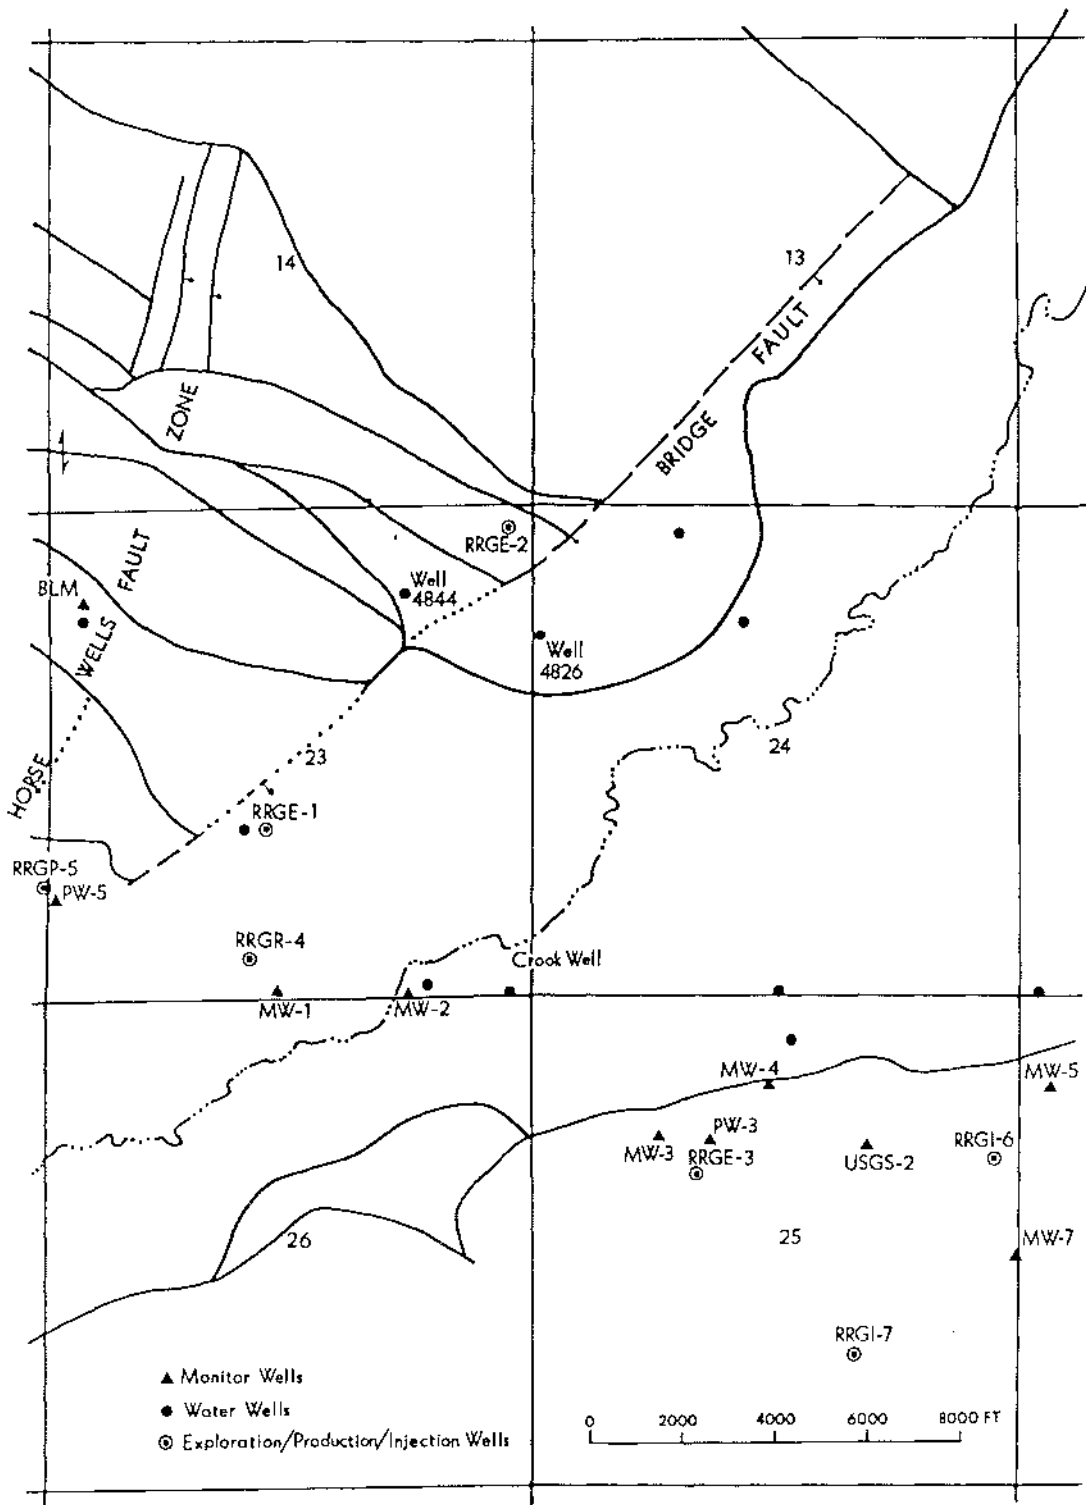 13
14
FAULT
BRIDGE
ZONE
RRGE-2
FAULT
BLM
Well
4844
Well
4826
WELLS
HORSE
23
24
RRGE-1
RRGP-5
PW-5
RRGR-4
Crook Well
MW-1
MW-2
MW-4
MW-5
PW-3
MW-3
RRGE-3
USGS-2
RRGI-6
26
25
MW-7
RRGI-7
Monitor Wells
Water Wells
Exploration/Production/Injection Wells
0 2000 4000 6000 8000 FT